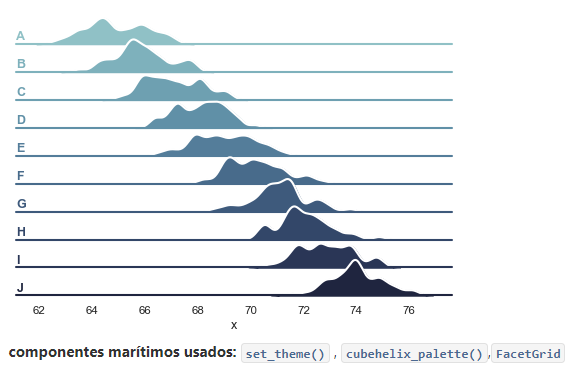 A
B
C
D
E
F
G
H
I
J
62 64 66 68 70 72 74 76
x
componentes marítimos usados: set_theme() , cubehelix_palette() , FacetGrid